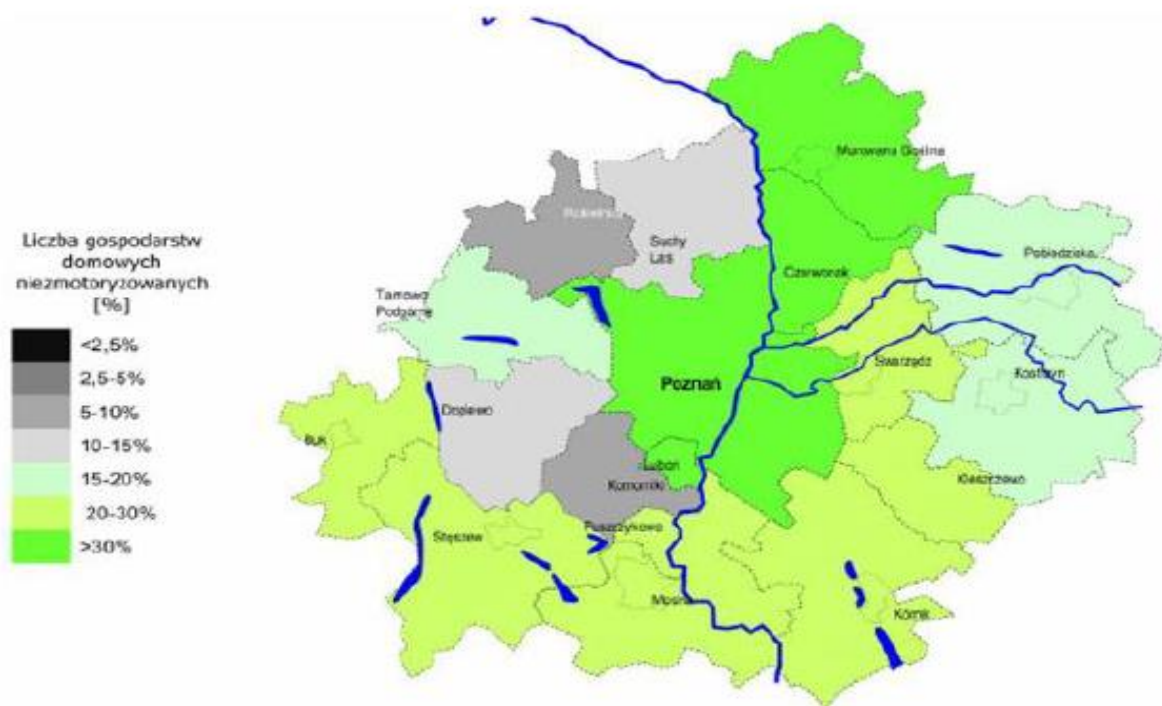 Liczba gospodarstw
domowych
niezmotoryzowanych
[%]
<2,5%
2,5-5%
5-10%
10-15%
15-20%
20-30%
>30%
Murowana Goślina
Rokietnica
Suchy
Las
Czerwonak
Pobiedziska
Tarnowo
Podgórne
Swarzędz
Kostrzyn
Poznań
Dopiewo
Buk
Luboń
Komorniki
Kleszczewo
Puszczykowo
Stęszew
Mosina
Kórnik